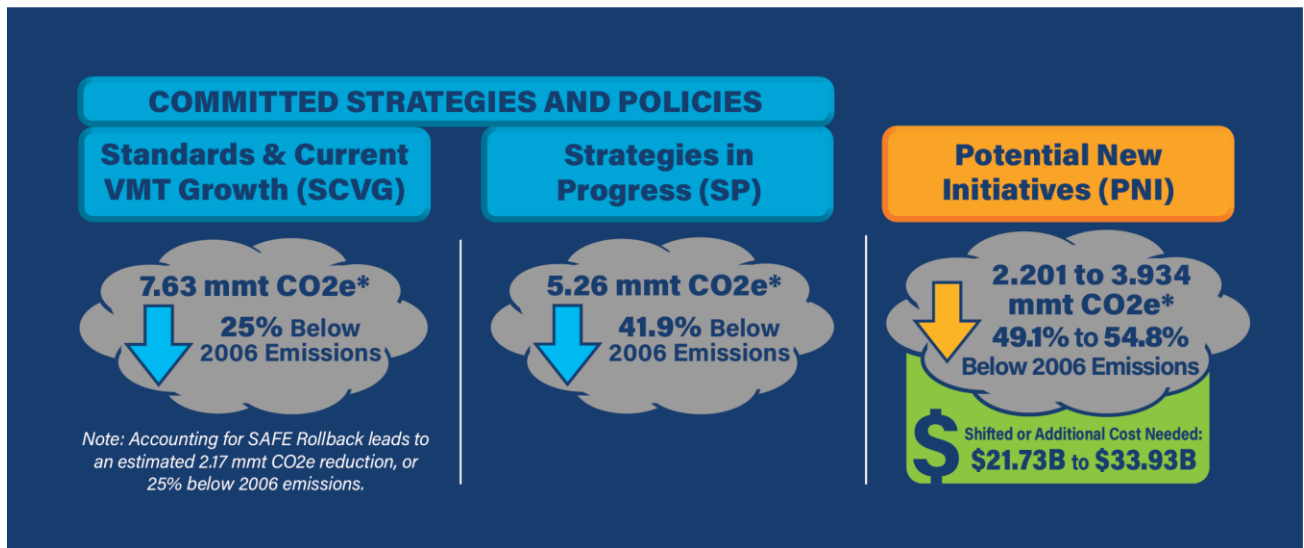 COMMITTED STRATEGIES AND POLICIES
Standards & Current
VMT Growth (SCVG)
Strategies in
Progress (SP)
Potential New
Initiatives (PNI)
7.63 mmt CO2e*
25% Below
2006 Emissions
Note: Accounting for SAFE Rollback leads to
an estimated 2.17 mmt CO2e reduction, or
25% below 2006 emissions.
5.26 mmt CO2e*
41.9% Below
2006 Emissions
2.201 to 3.934
mmt CO2e*
49.1% to 54.8%
Below 2006 Emissions
$
Shifted or Additional Cost Needed:
$21.73B to $33.93B